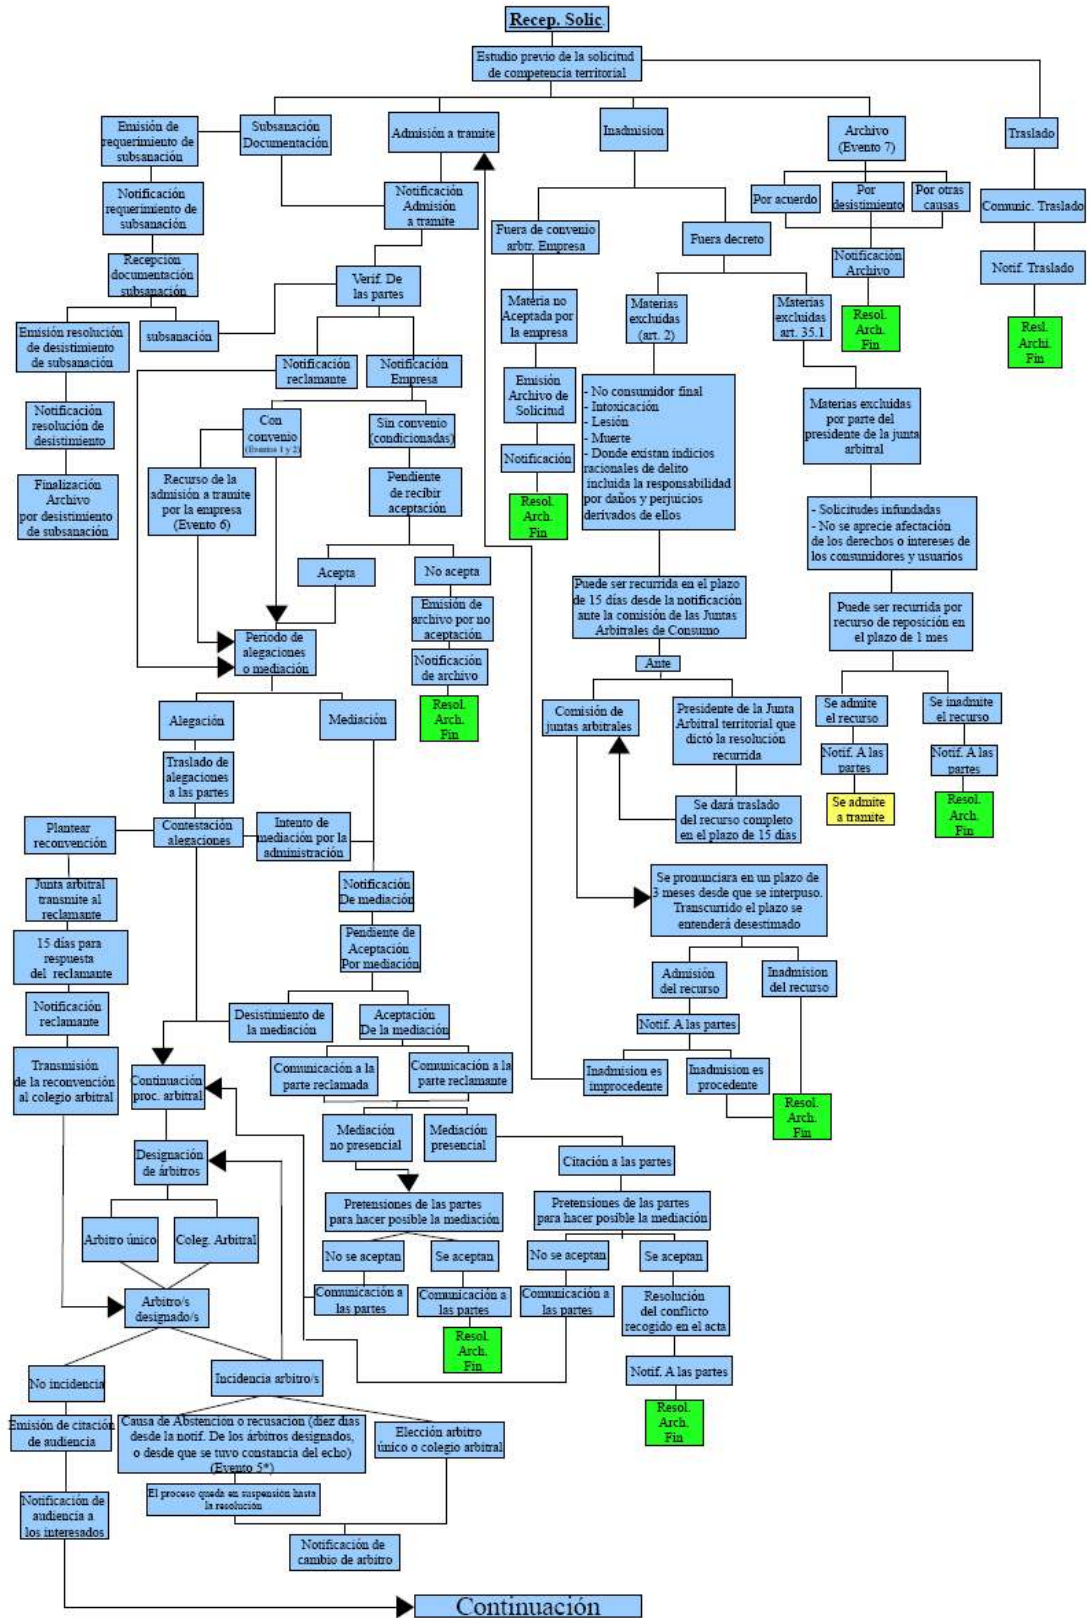 Recep. Solic.
Estudio previo de la solicitud
de competencia territorial
Emisión de
requerimiento de
subsanación
Subsanación
Documentación
Admisión a tramite
Inadmision
Archivo
(Evento 7)
Traslado
Notificación
requerimiento de
subsanación
Notificación
Admisión
a tramite
Fuera de convenio
arbtr. Empresa
Fuera decreto
Por acuerdo
Por
desistimiento
Por otras
causas
Comunic. Traslado
Recepción
documentación
subsanación
Verif. De
las partes
Notificación
Archivo
Notif. Traslado
Emisión resolución
de desistimiento
de subsanación
subsanación
Materia no
Aceptada por
la empresa
Materias
excluidas
(art. 2)
Materias
excluidas
art. 35.1
Resol.
Arch.
Fin
Resl.
Archi.
Fin
Notificación
reclamante
Notificación
Empresa
Emisión
Archivo de
Solicitud
- No consumidor final
- Intoxicación
- Lesión
- Muerte
- Donde existan indicios
racionales de delito
incluida la responsabilidad
por daños y perjuicios
derivados de ellos
Materias excluidas
por parte del
presidente de la junta
arbitral
Notificación
resolución de
desistimiento
Con
convenio
(Eventos 1 y 2)
Sin convenio
(condicionadas)
Notificación
Finalización
Archivo
por desistimiento
de subsanación
Recurso de la
admisión a tramite
por la empresa
(Evento 6)
Pendiente
de recibir
aceptación
Resol.
Arch.
Fin
- Solicitudes infundadas
- No se aprecie afectación
de los derechos o intereses de
los consumidores y usuarios
Acepta
No acepta
Puede ser recurrida en el plazo
de 15 días desde la notificación
ante la comisión de las Juntas
Arbitrales de Consumo
Puede ser recurrida por
recurso de reposición en
el plazo de 1 mes
Emisión de
archivo por no
aceptación
Periodo de
alegaciones
o mediación
Notificación
de archivo
Ante
Resol.
Arch.
Fin
Alegación
Mediación
Comisión de
juntas arbitrales
Presidente de la Junta
Arbitral territorial que
dictó la resolución
recurrida
Se admite
el recurso
Se inadmite
el recurso
Notif. A las
partes
Notif. A las
partes
Traslado de
alegaciones
a las partes
Se dará traslado
del recurso completo
en el plazo de 15 días
Se admite
a tramite
Resol.
Arch.
Fin
Plantear
reconvención
Contestación
alegaciones
Intento de
mediación por la
administración
Junta arbitral
transmite al
reclamante
Notificación
De mediación
Se pronunciara en un plazo de
3 meses desde que se interpuso.
Transcurrido el plazo se
entenderá desestimado
15 días para
respuesta
del reclamante
Pendiente de
Aceptación
Por mediación
Admisión
del recurso
Inadmision
del recurso
Notificación
reclamante
Desistimiento de
la mediación
Aceptación
De la mediación
Notif. A las partes
Transmisión
de la reconvención
al colegio arbitral
Continuación
proc. arbitral
Comunicación a la
parte reclamada
Comunicación a la
parte reclamante
Inadmision es
improcedente
Inadmision es
procedente
Resol.
Arch.
Fin
Mediación
no presencial
Mediación
presencial
Designación
de árbitros
Citación a las partes
Pretensiones de las partes
para hacer posible la mediación
Pretensiones de las partes
para hacer posible la mediación
Arbitro único
Coleg. Arbitral
No se aceptan
Se aceptan
No se aceptan
Se aceptan
Arbitro/s
designado/s
Comunicación a
las partes
Comunicación a
las partes
Comunicación a
las partes
Resolución
del conflicto
recogido en el acta
Resol.
Arch.
Fin
No incidencia
Incidencia arbitro/s
Notif. A las partes
Resol.
Arch.
Fin
Emisión de citación
de audiencia
Causa de Abstención o recusación (diez días
desde la notif. De los árbitros designados,
o desde que se tuvo constancia del echo)
(Evento 5*)
Elección arbitro
único o colegio arbitral
Notificación de
audiencia a
los interesados
El proceso queda en suspensión hasta
la resolución
Notificación de
cambio de arbitro
Continuación